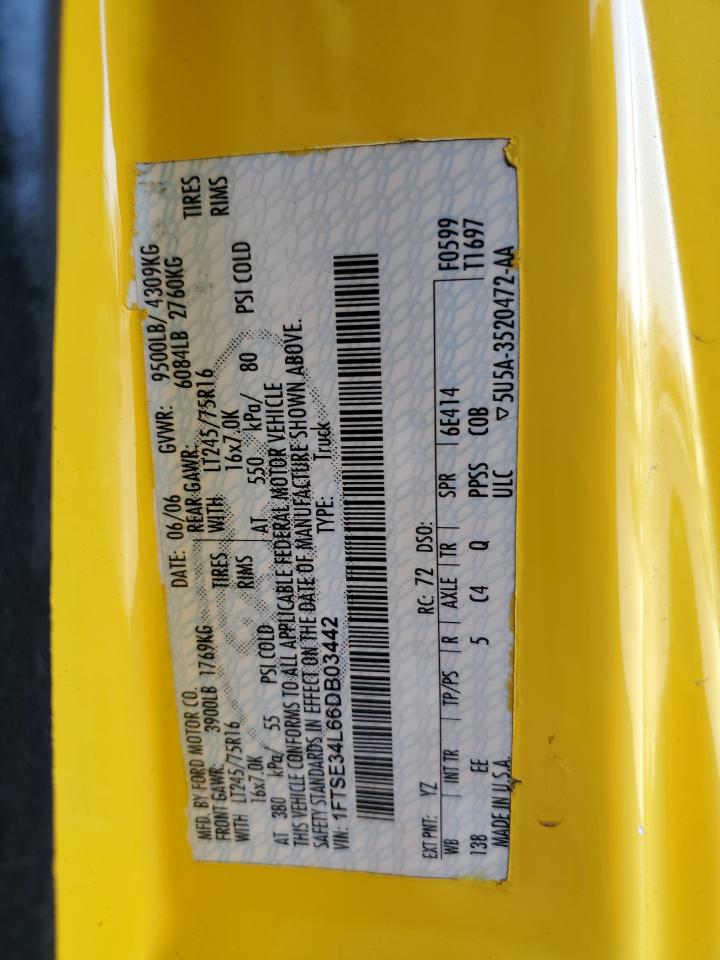 MFD. BY FORD MOTOR CO.
DATE: 06/06 GVWR: 9500LB/ 4309KG
FRONT GAWR: 3900LB 1769KG REAR GAWR: 6084LB 2760KG
WITH LT245/75R16 TIRES WITH LT245/75R16 TIRES
16x7.0K RIMS 16x7.0K RIMS
AT 380 kPa/ 55 PSI COLD AT 550 kPa/ 80 PSI COLD
THIS VEHICLE CONFORMS TO ALL APPLICABLE FEDERAL MOTOR VEHICLE
SAFETY STANDARDS IN EFFECT ON THE DATE OF MANUFACTURE SHOWN ABOVE.
VIN: 1FTSE34L66DB03442 TYPE: Truck
EXT PNT: YZ RC: 72 DSO: F0599
WB INT TR TP/PS R AXLE TR SPR 6E414 T1697
138 EE 5 C4 Q PPSS COB
MADE IN U.S.A. ULC ▽5U5A-3520472-AA